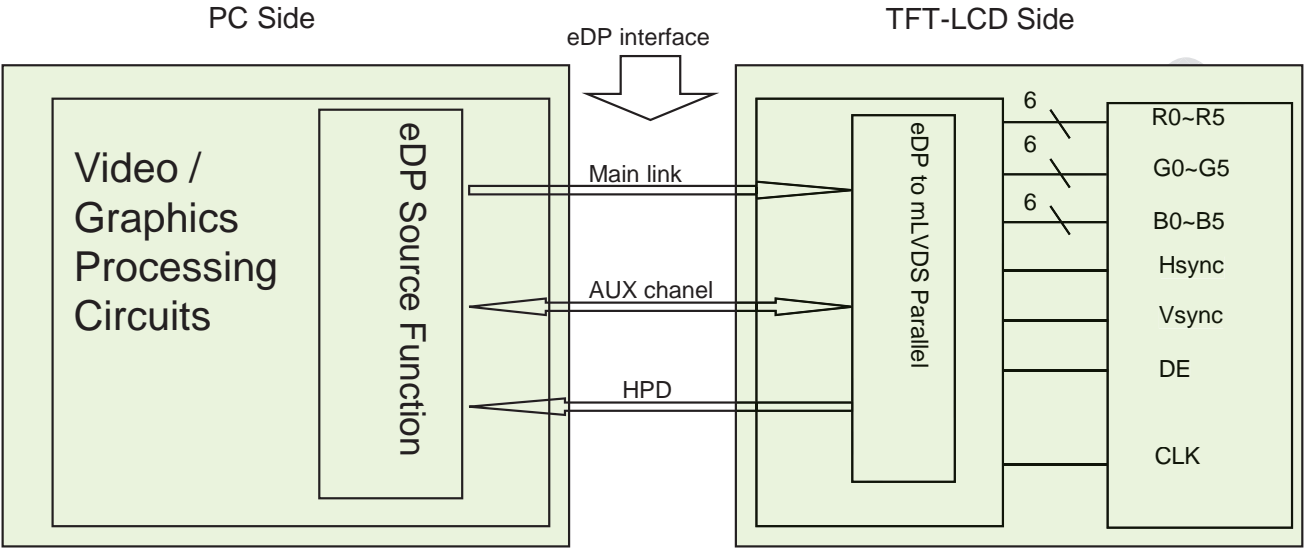 PC Side
TFT-LCD Side
eDP interface
Video /
Graphics
Processing
Circuits
eDP Source Function
Main link
AUX chanel
HPD
eDP to mLVDS Parallel
6
R0~R5
6
G0~G5
6
B0~B5
Hsync
Vsync
DE
CLK